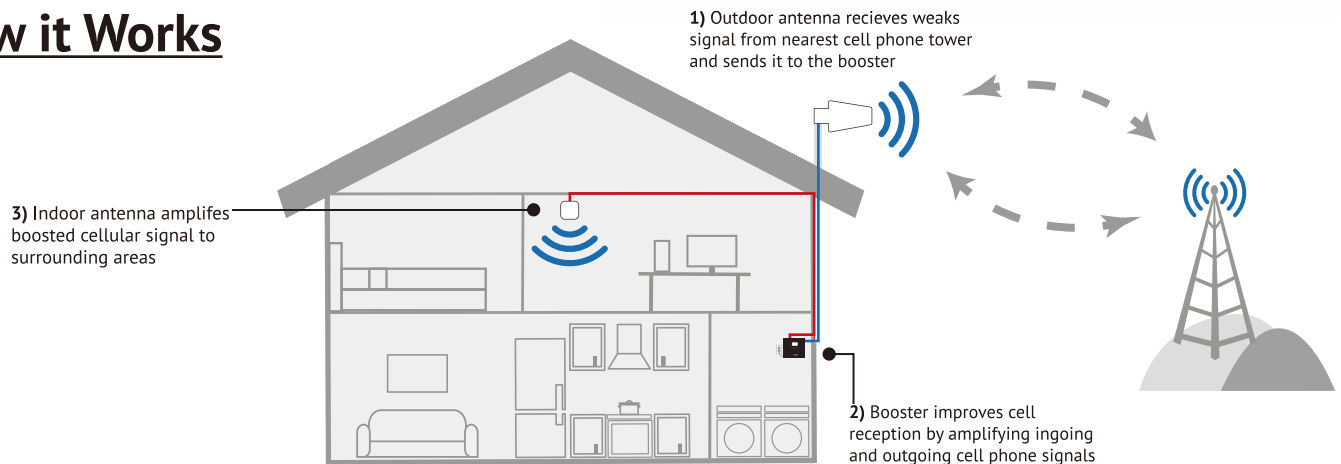 w it Works
1) Outdoor antenna recieves weaks
signal from nearest cell phone tower
and sends it to the booster
3) Indoor antenna amplifes
boosted cellular signal to
surrounding areas
2) Booster improves cell
reception by amplifying ingoing
and outgoing cell phone signals